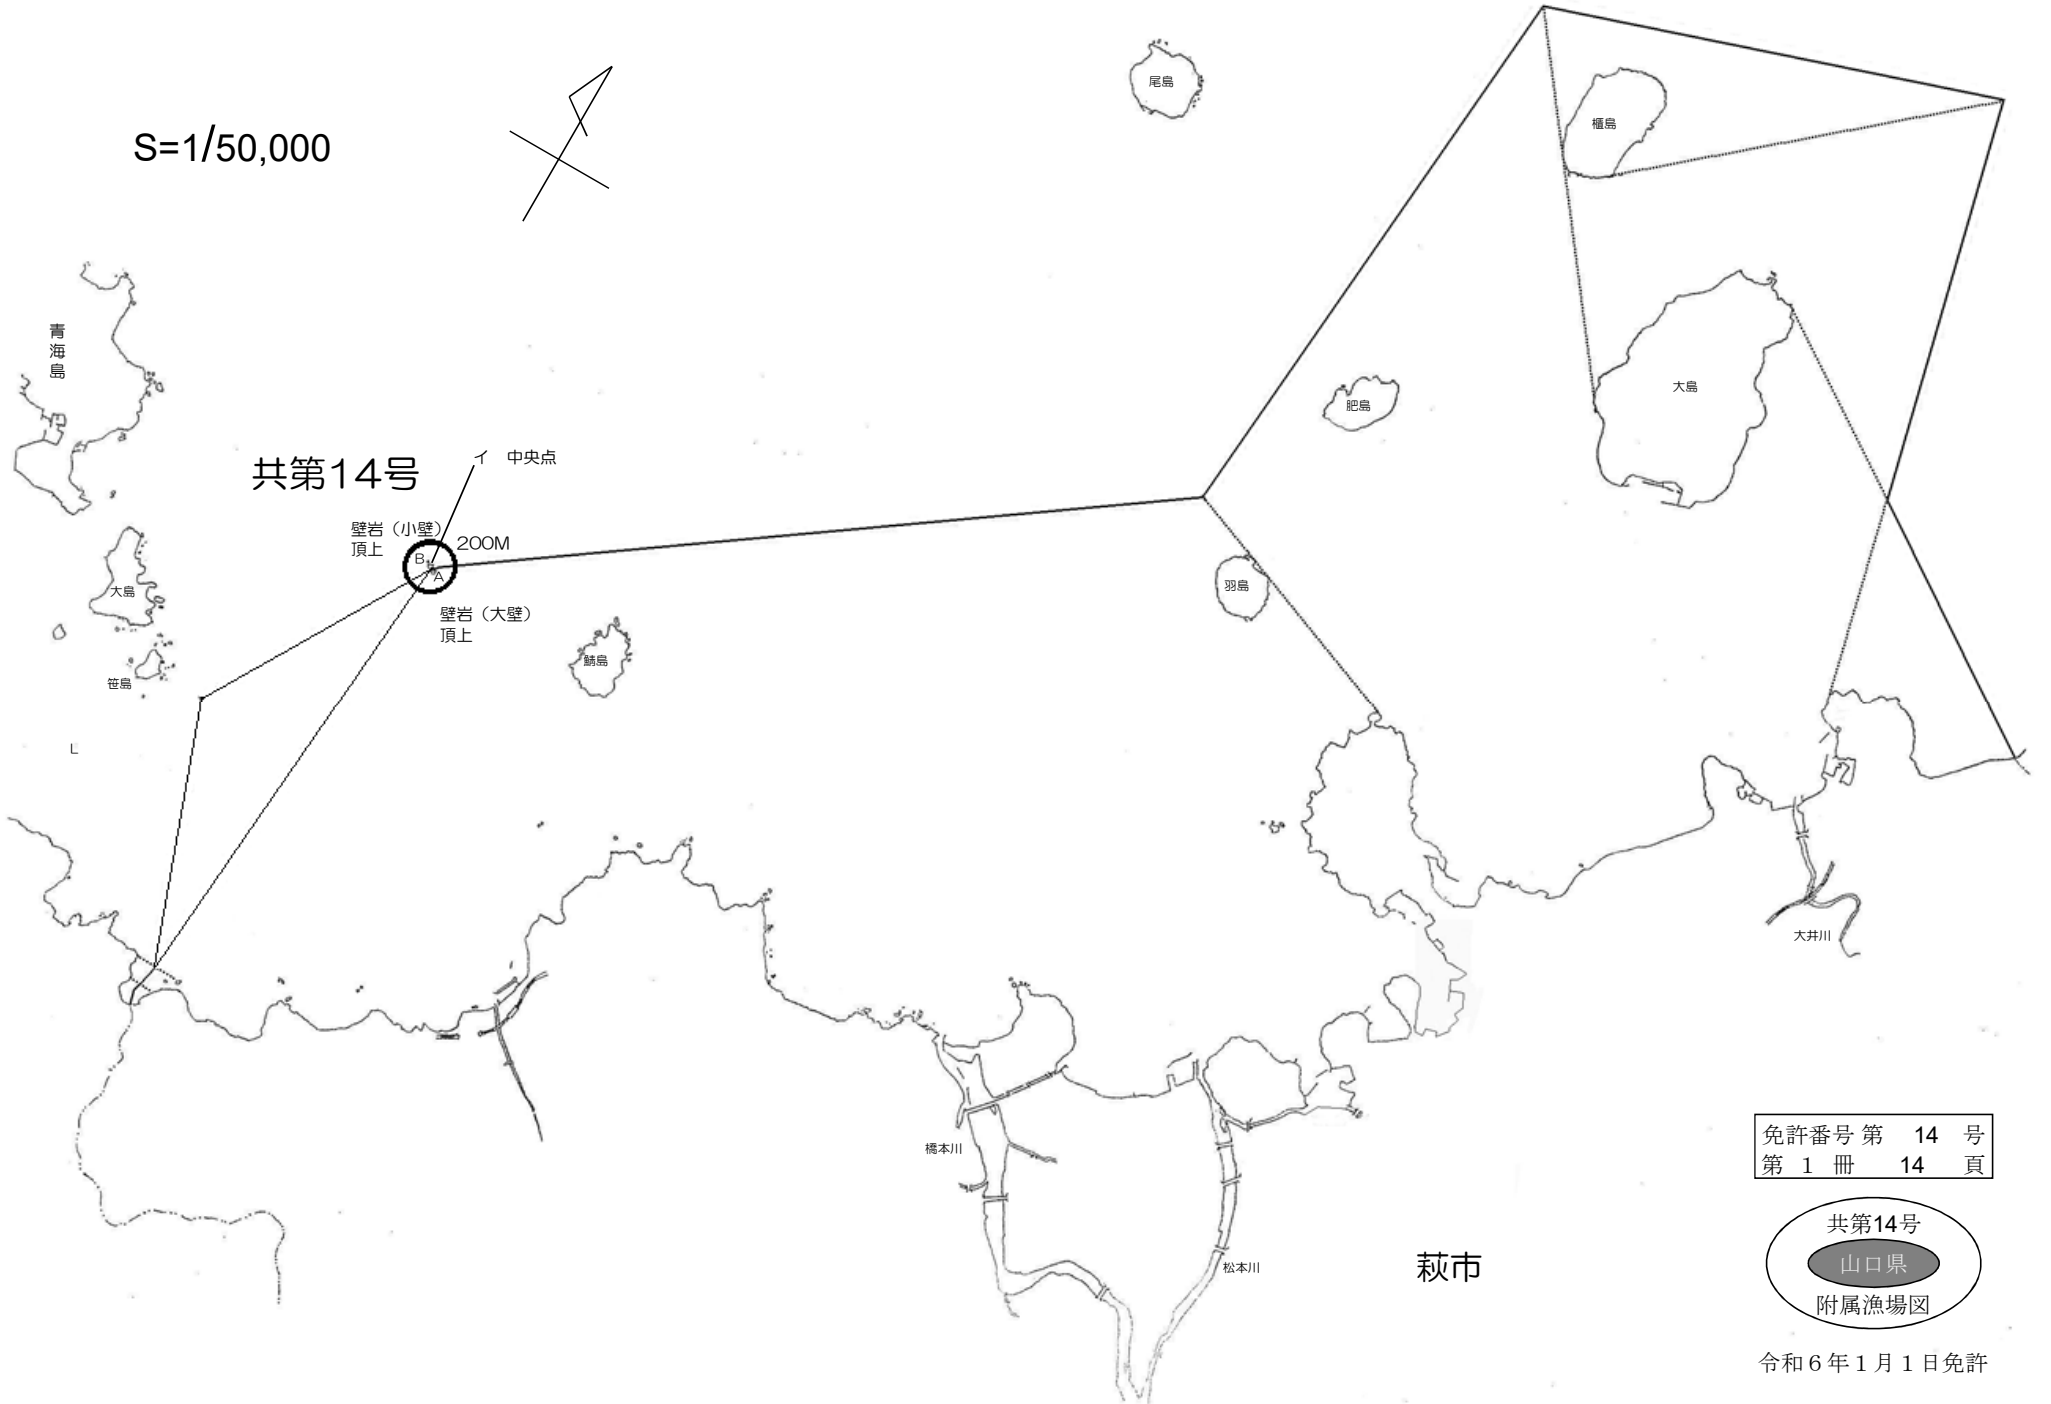 S=1/50,000
尾島
櫃島
青海島
大島
肥島
共第14号
イ 中央点
壁岩（小壁）
頂上
200M
B
A
壁岩（大壁）
頂上
大島
羽島
鯖島
笹島
L
大井川
橋本川
松本川
萩市
免許番号 第 14 号
第 1 冊 14 頁
共第14号
山口県
附属漁場図
令和６年１月１日免許